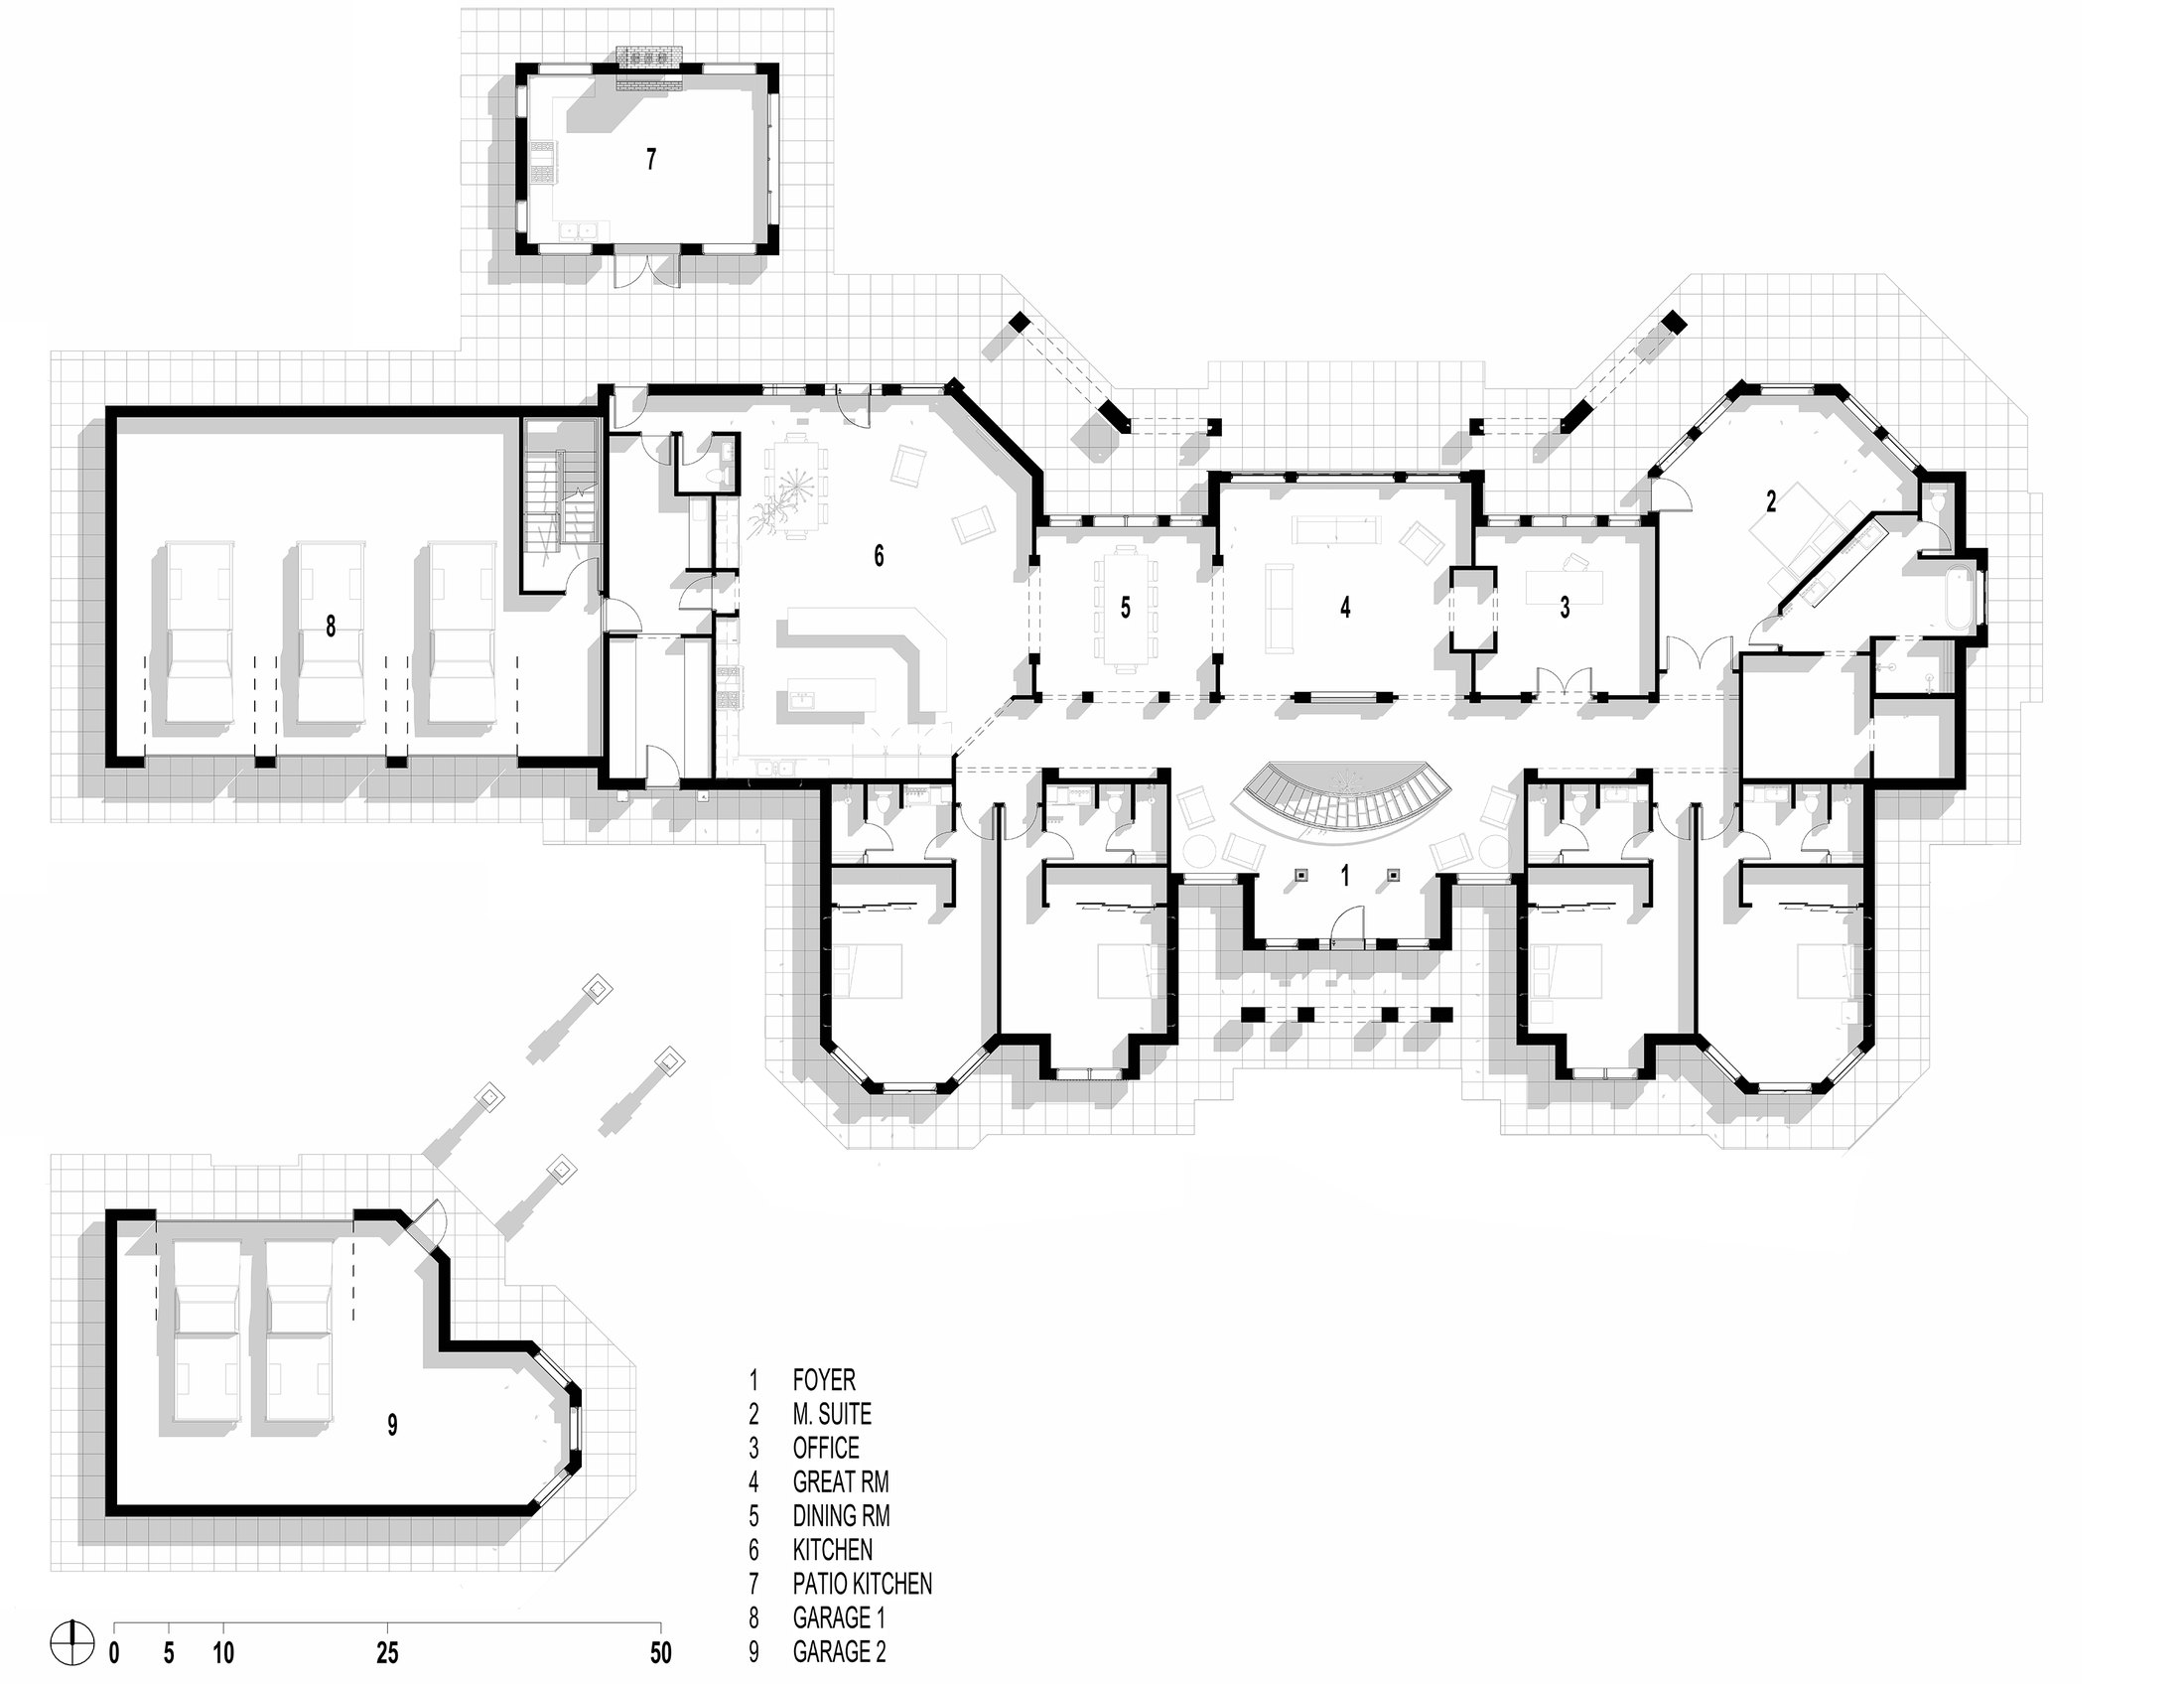 7
2
6
5
4
3
8
1
9
1 FOYER
2 M. SUITE
3 OFFICE
4 GREAT RM
5 DINING RM
6 KITCHEN
7 PATIO KITCHEN
8 GARAGE 1
9 GARAGE 2
0 5 10 25 50